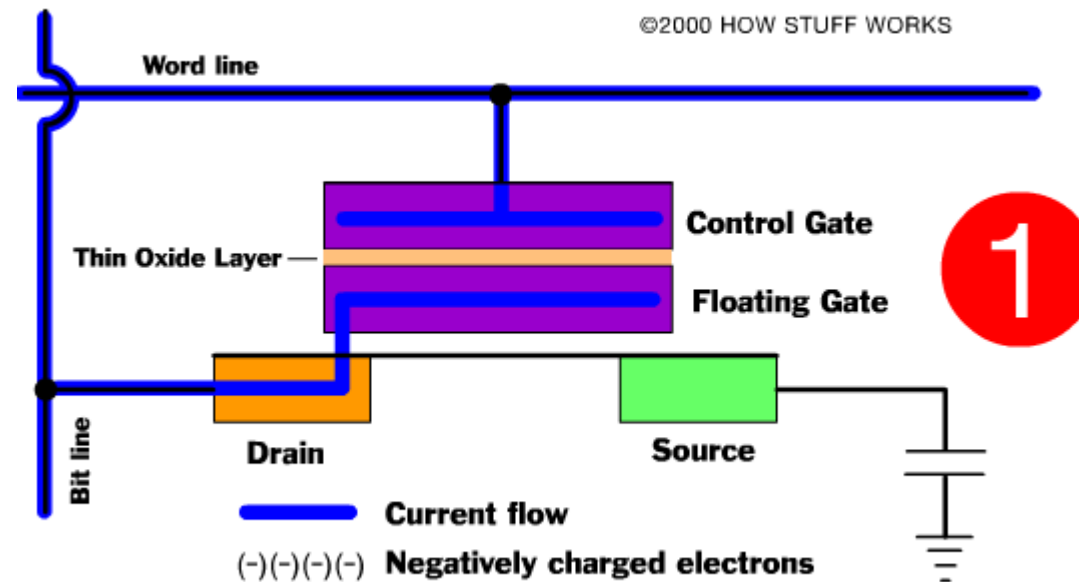 ©2000 HOW STUFF WORKS
Word line
Control Gate
1
Thin Oxide Layer
Floating Gate
Bit line
Drain
Source
Current flow
(-)(-)(-)(-) Negatively charged electrons